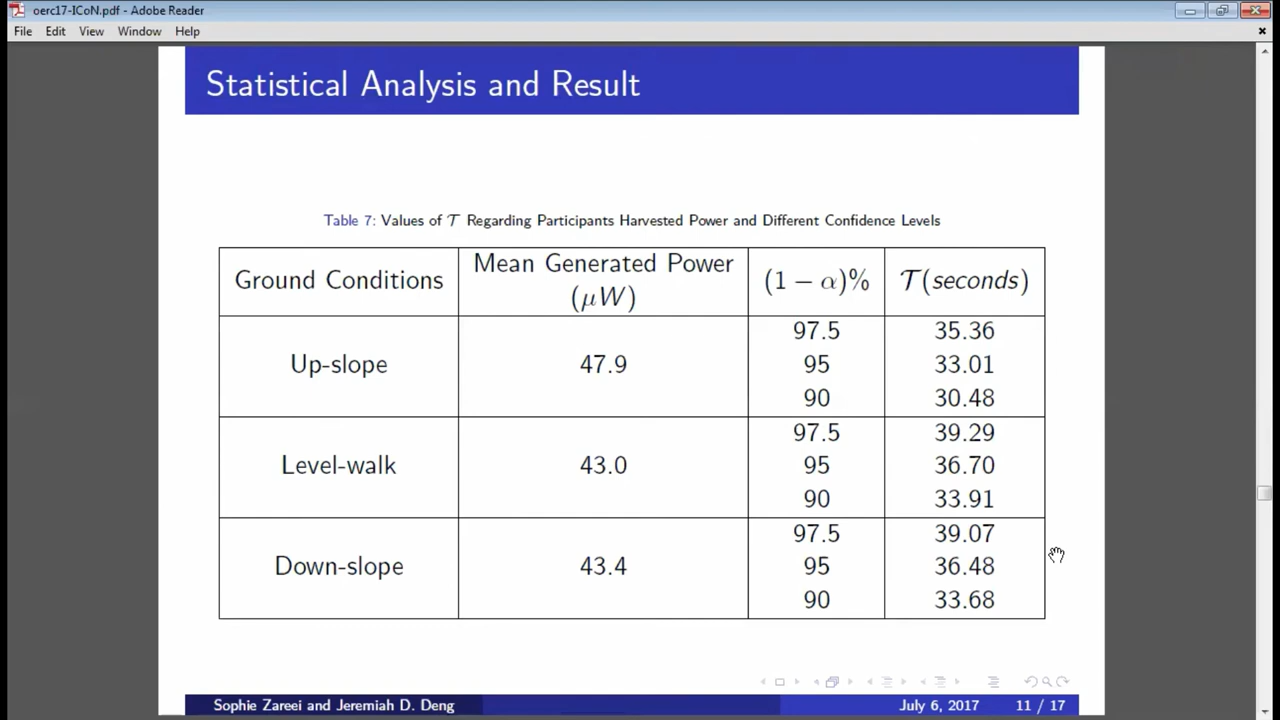 oerc17-ICoN.pdf - Adobe Reader
File Edit View Window Help
Statistical Analysis and Result
Table 7: Values of 𝒯 Regarding Participants Harvested Power and Different Confidence Levels
Ground Conditions Mean Generated Power (μW) (1 − α)% 𝒯(seconds)
97.5 35.36
Up-slope 47.9 95 33.01
90 30.48
97.5 39.29
Level-walk 43.0 95 36.70
90 33.91
97.5 39.07
Down-slope 43.4 95 36.48
90 33.68
Sophie Zareei and Jeremiah D. Deng July 6, 2017 11 / 17